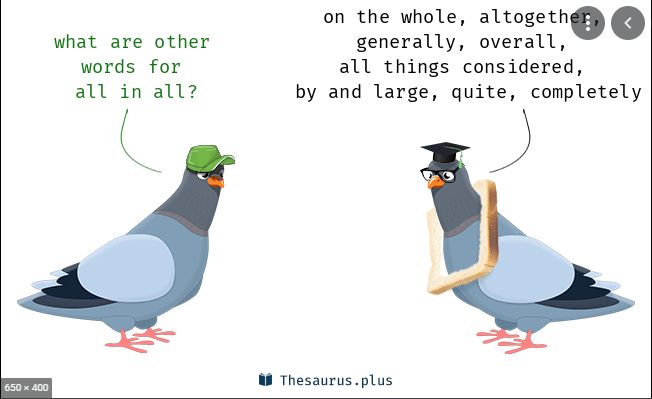 what are other
words for
all in all?
on the whole, altogether,
generally, overall,
all things considered,
by and large, quite, completely
Thesaurus.plus
650 × 400